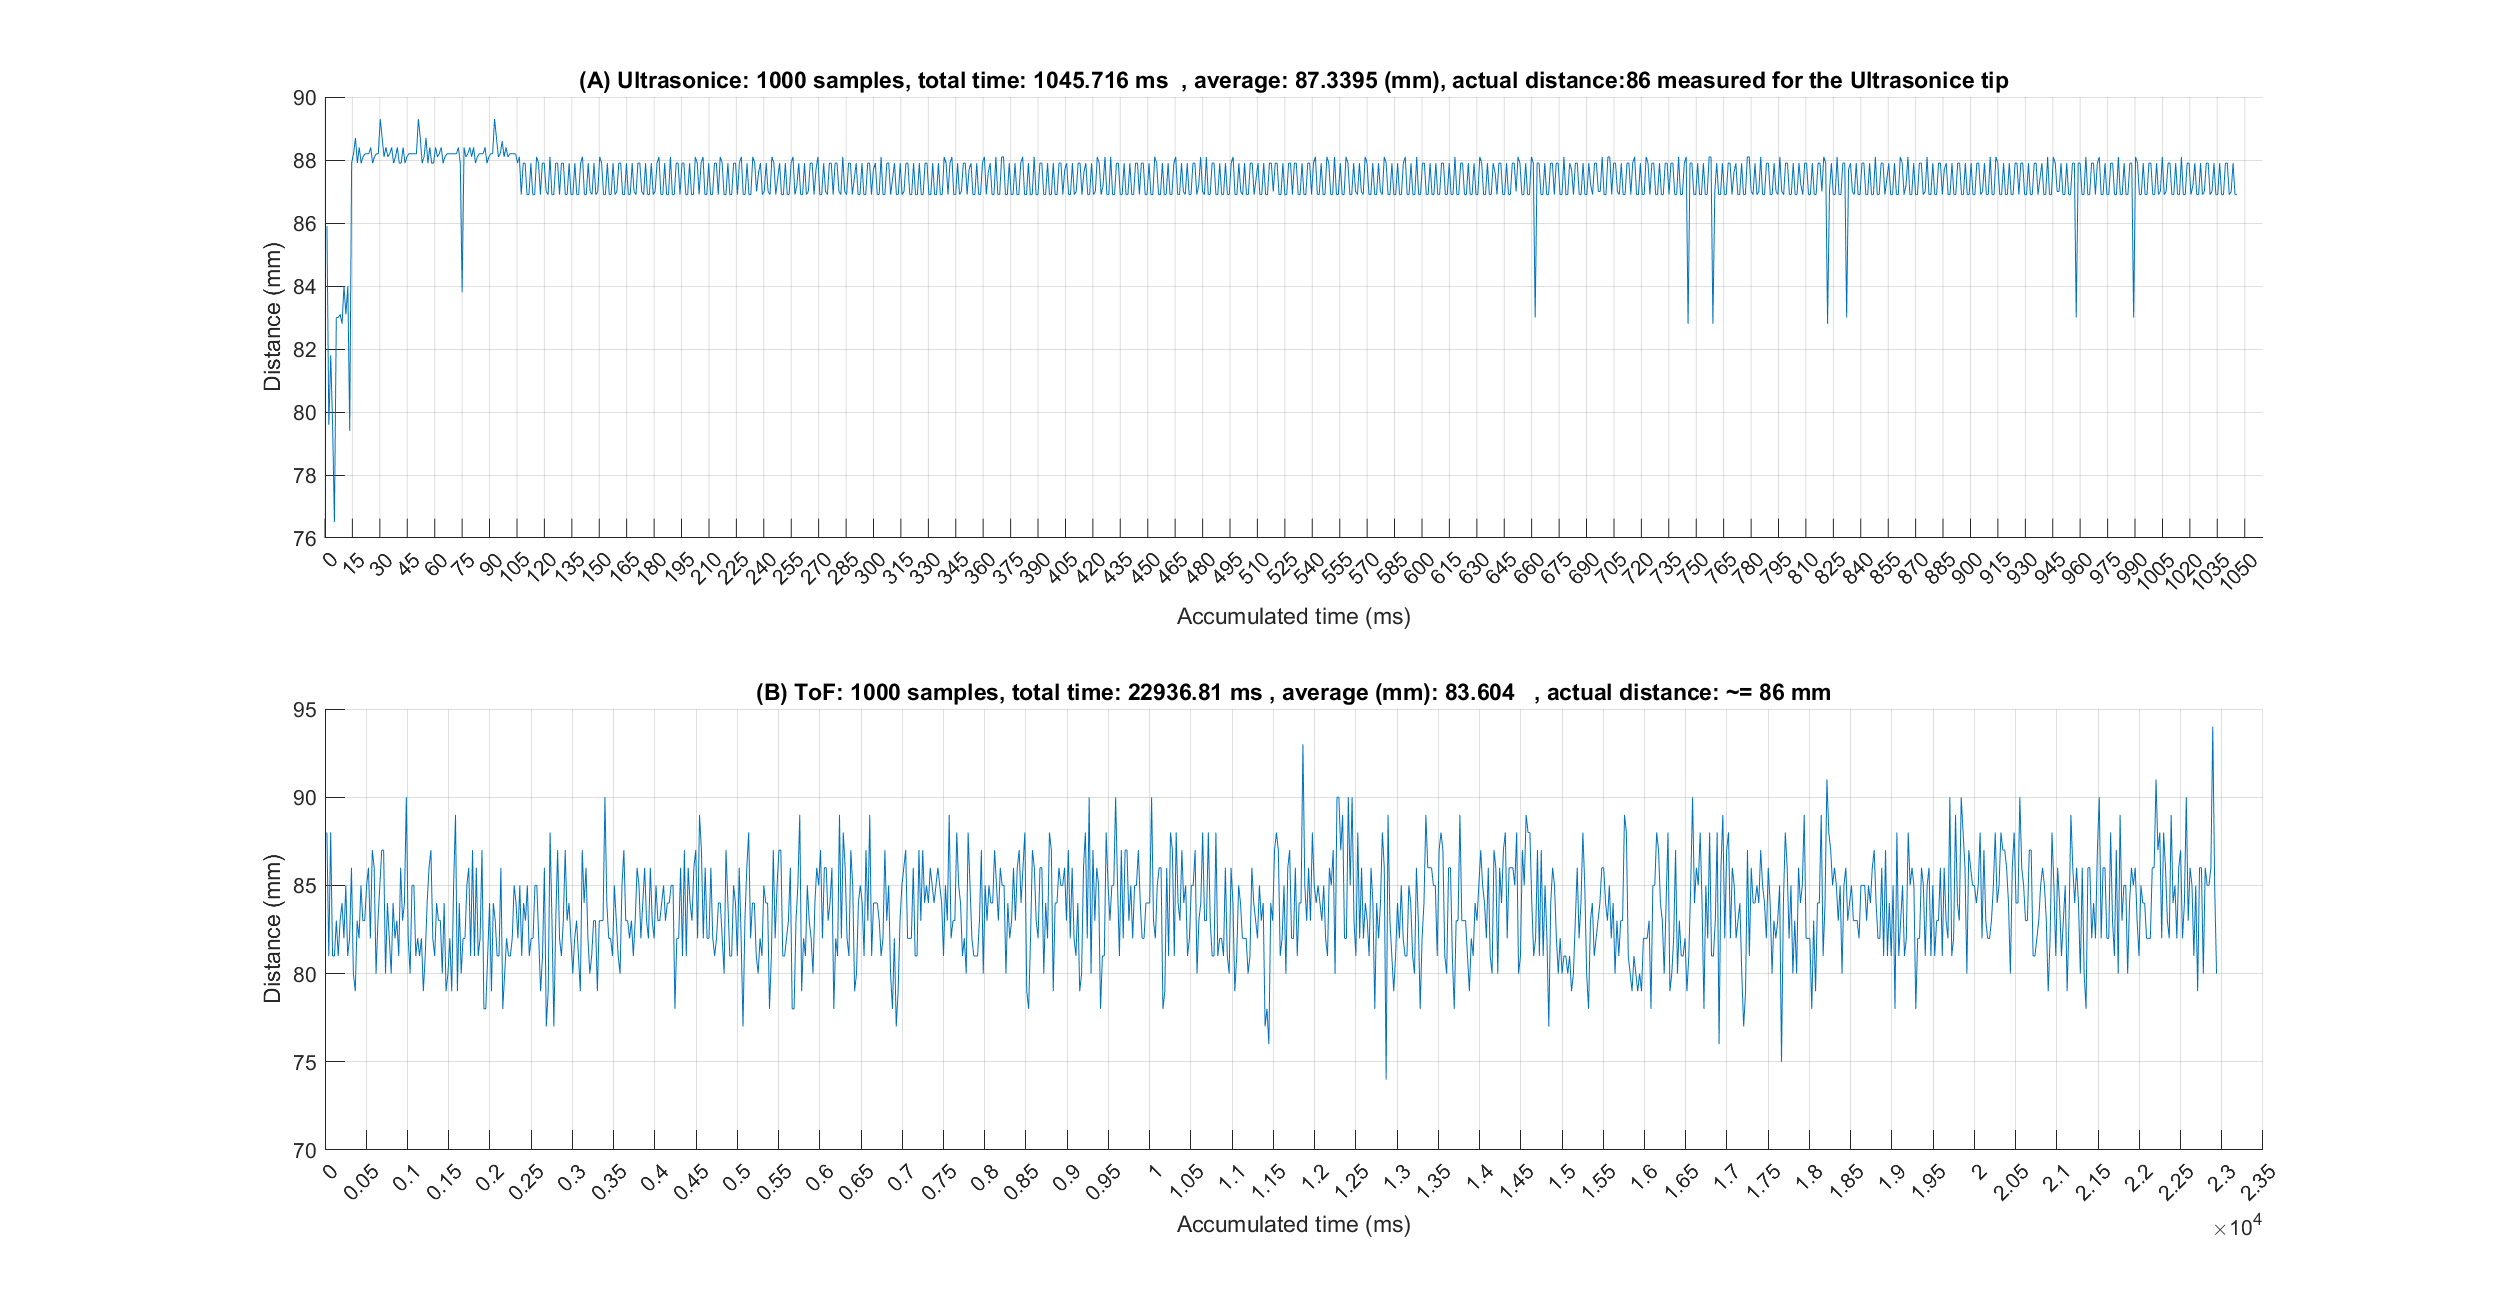 (A) Ultrasonice: 1000 samples, total time: 1045.716 ms , average: 87.3395 (mm), actual distance:86 measured for the Ultrasonice tip
90
88
86
84
82
80
78
76
Distance (mm)
0 15 30 45 60 75 90 105 120 135 150 165 180 195 210 225 240 255 270 285 300 315 330 345 360 375 390 405 420 435 450 465 480 495 510 525 540 555 570 585 600 615 630 645 660 675 690 705 720 735 750 765 780 795 810 825 840 855 870 885 900 915 930 945 960 975 990 1005 1020 1035 1050
Accumulated time (ms)
(B) ToF: 1000 samples, total time: 22936.81 ms , average (mm): 83.604 , actual distance: ~= 86 mm
95
90
85
80
75
70
Distance (mm)
0 0.05 0.1 0.15 0.2 0.25 0.3 0.35 0.4 0.45 0.5 0.55 0.6 0.65 0.7 0.75 0.8 0.85 0.9 0.95 1 1.05 1.1 1.15 1.2 1.25 1.3 1.35 1.4 1.45 1.5 1.55 1.6 1.65 1.7 1.75 1.8 1.85 1.9 1.95 2 2.05 2.1 2.15 2.2 2.25 2.3 2.35
Accumulated time (ms)
×10⁴